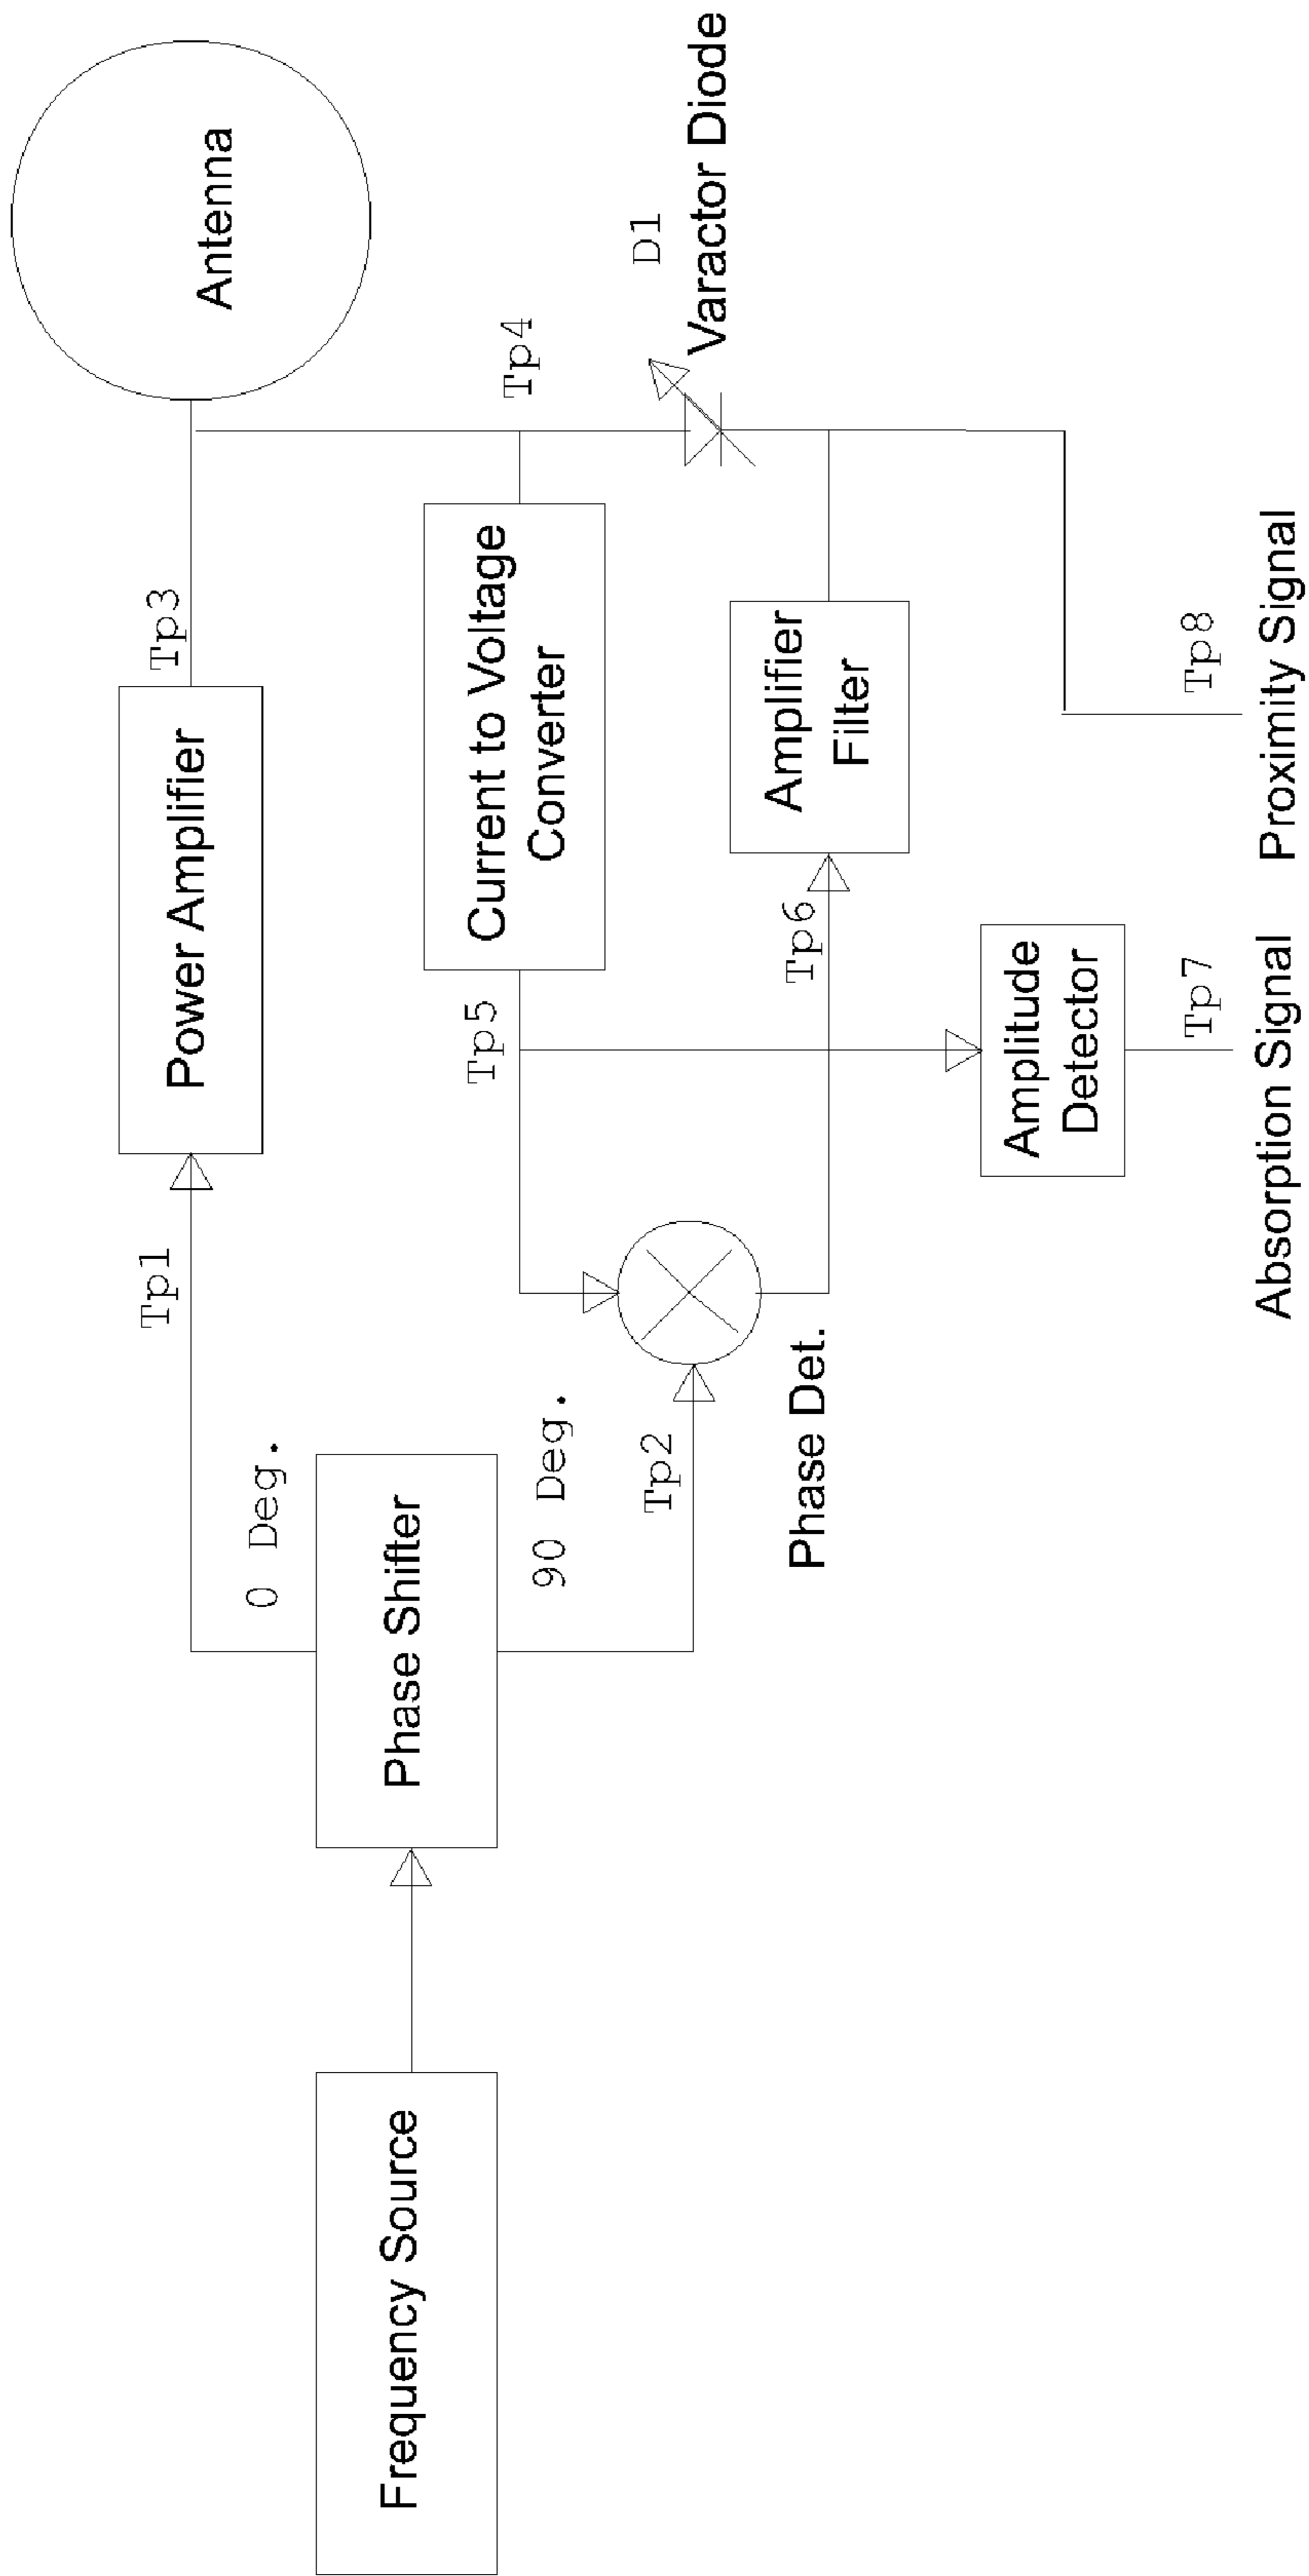 Frequency Source
Phase Shifter
0 Deg.
90 Deg.
Tp1
Tp2
Power Amplifier
Tp3
Antenna
Phase Det.
Tp5
Current to Voltage
Converter
Tp4
Tp6
Amplifier
Filter
D1
Varactor Diode
Amplitude
Detector
Tp7
Absorption Signal
Tp8
Proximity Signal